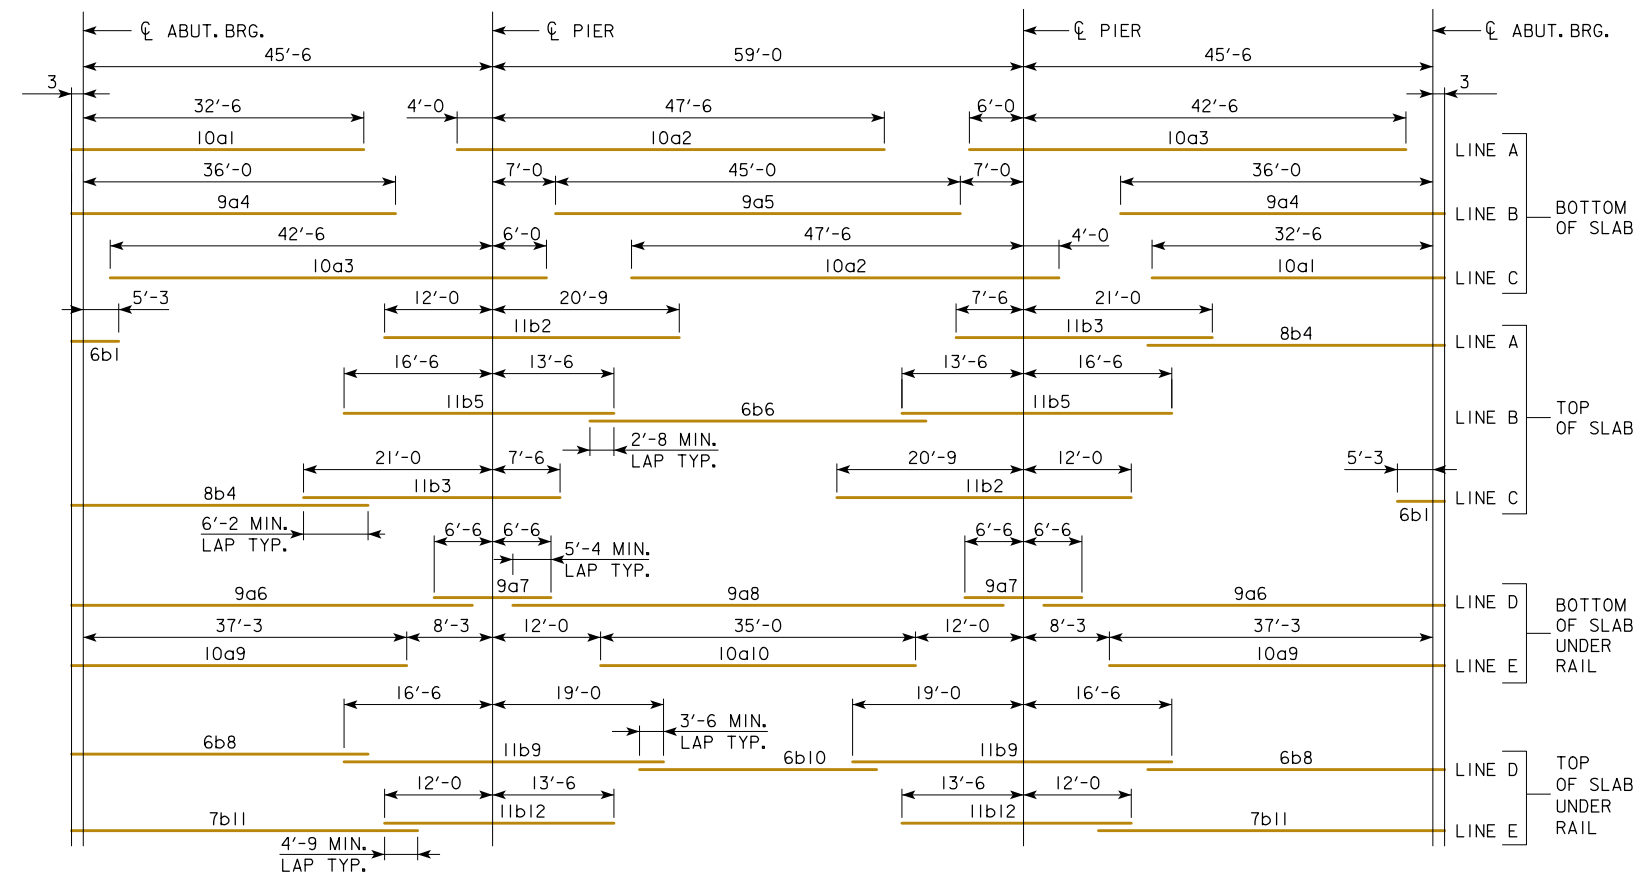 ℄ ABUT. BRG. ℄ PIER ℄ PIER ℄ ABUT. BRG.
45'-6 59'-0 45'-6
3 3
32'-6 4'-0 47'-6 6'-0 42'-6
10a1 10a2 10a3 LINE A
36'-0 7'-0 45'-0 7'-0 36'-0
9a4 9a5 9a4 LINE B
BOTTOM
OF SLAB
42'-6 6'-0 47'-6 4'-0 32'-6
10a3 10a2 10a1 LINE C
5'-3 12'-0 20'-9 7'-6 21'-0
11b2 11b3 8b4 LINE A
6b1
16'-6 13'-6 13'-6 16'-6
11b5 6b6 11b5 LINE B
TOP
OF SLAB
2'-8 MIN.
LAP TYP.
21'-0 7'-6 20'-9 12'-0 5'-3
8b4 11b3 11b2 LINE C
6b1
6'-2 MIN.
LAP TYP.
6'-6 6'-6 6'-6 6'-6
5'-4 MIN.
LAP TYP.
9a6 9a7 9a8 9a7 9a6 LINE D
BOTTOM
OF SLAB
UNDER
RAIL
37'-3 8'-3 12'-0 35'-0 12'-0 8'-3 37'-3
10a9 10a10 10a9 LINE E
16'-6 19'-0 19'-0 16'-6
3'-6 MIN.
LAP TYP.
6b8 11b9 6b10 11b9 6b8 LINE D
TOP
OF SLAB
UNDER
RAIL
12'-0 13'-6 13'-6 12'-0
7b11 11b12 11b12 7b11 LINE E
4'-9 MIN.
LAP TYP.